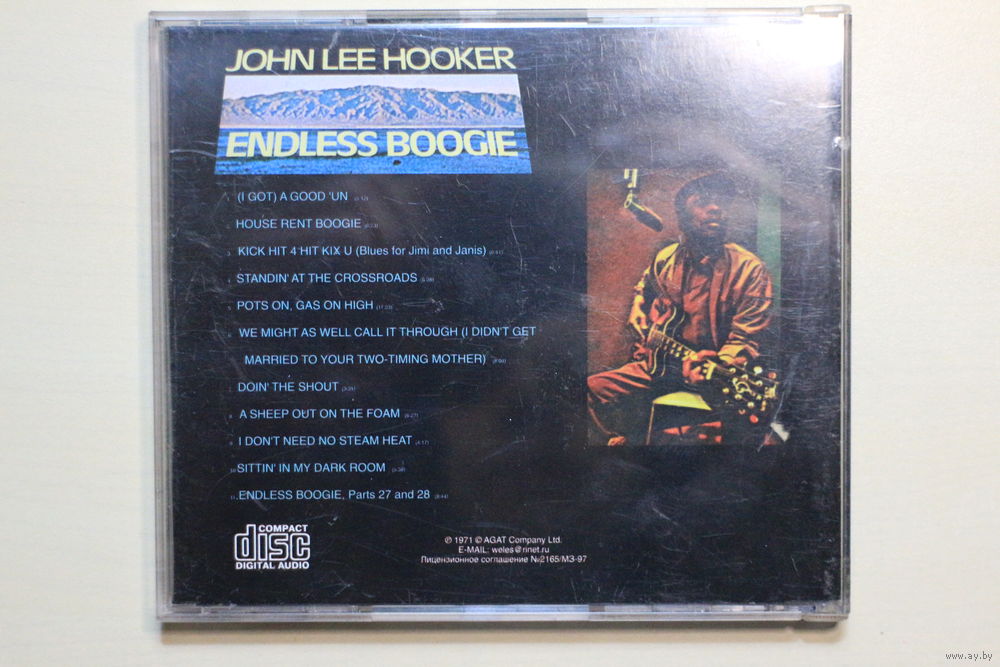 JOHN LEE HOOKER
ENDLESS BOOGIE
(I GOT) A GOOD 'UN
HOUSE RENT BOOGIE
KICK HIT 4 HIT KIX U (Blues for Jimi and Janis)
STANDIN' AT THE CROSSROADS
POTS ON, GAS ON HIGH
WE MIGHT AS WELL CALL IT THROUGH (I DIDN'T GET
MARRIED TO YOUR TWO-TIMING MOTHER)
DOIN' THE SHOUT
A SHEEP OUT ON THE FOAM
I DON'T NEED NO STEAM HEAT
10 SITTIN' IN MY DARK ROOM
11. ENDLESS BOOGIE, Parts 27 and 28
COMPACT
disc
DIGITAL AUDIO
℗ 1971 © AGAT Company Ltd.
E-MAIL: weles@rinet.ru
Лицензионное соглашение №2165/МЗ-97
www.ay.by